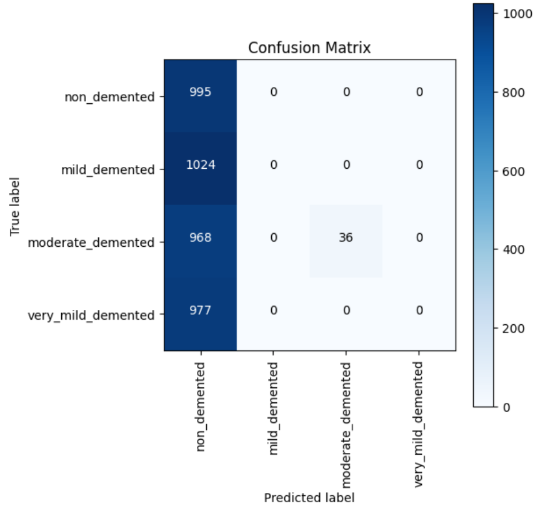 Confusion Matrix
True label
non_demented 995 0 0 0
mild_demented 1024 0 0 0
moderate_demented 968 0 36 0
very_mild_demented 977 0 0 0
non_demented
mild_demented
moderate_demented
very_mild_demented
Predicted label
1000
800
600
400
200
0